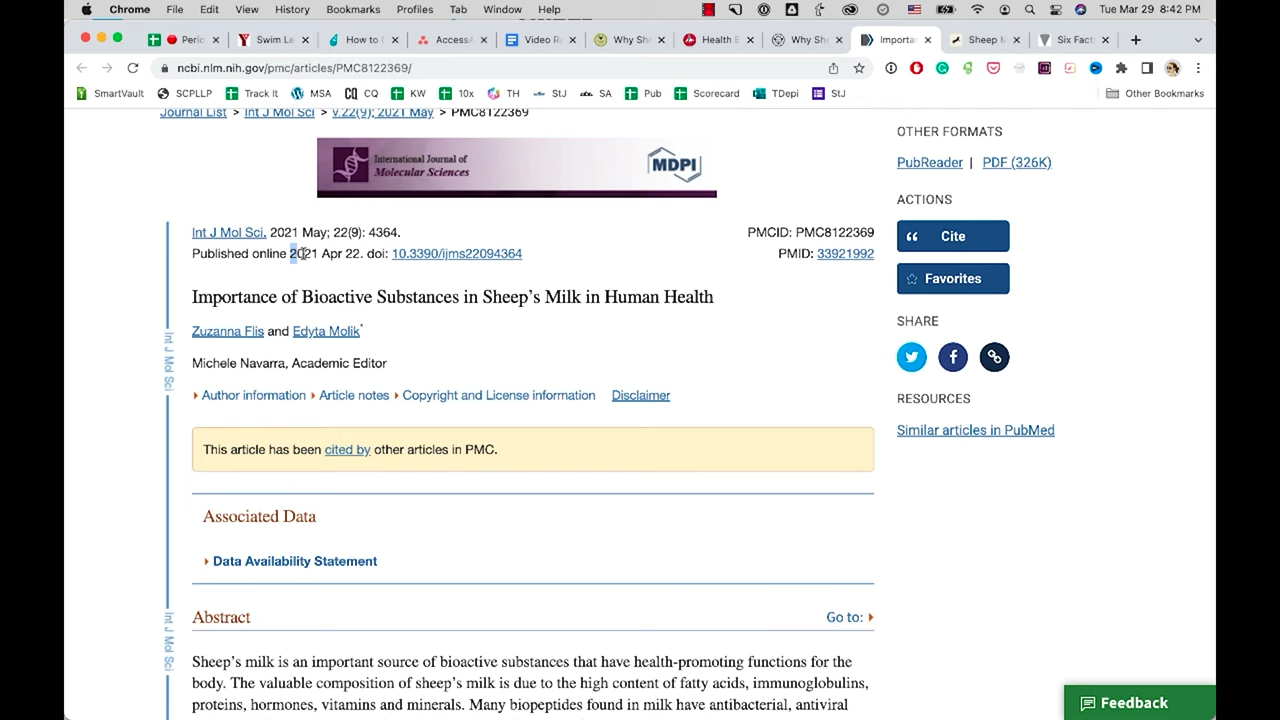 Chrome File Edit View History Bookmarks Profiles Tab Window Help Tue Mar 29 8:42 PM
Perio Swim Le How to C AccessA Video R Why She Health B Why She Importa Sheep M Six Fact
ncbi.nlm.nih.gov/pmc/articles/PMC8122369/
SmartVault SCPLLP Track It MSA CQ KW 10x TH StJ SA Pub Scorecard TDepi StJ Other Bookmarks
Journal List > Int J Mol Sci > v.22(9); 2021 May > PMC8122369
International Journal of
Molecular Sciences
MDPI
Int J Mol Sci. 2021 May; 22(9): 4364. PMCID: PMC8122369
Published online 2021 Apr 22. doi: 10.3390/ijms22094364 PMID: 33921992
Importance of Bioactive Substances in Sheep's Milk in Human Health
Zuzanna Flis and Edyta Molik*
Michele Navarra, Academic Editor
Author information Article notes Copyright and License information Disclaimer
This article has been cited by other articles in PMC.
Associated Data
Data Availability Statement
Abstract Go to:
Sheep's milk is an important source of bioactive substances that have health-promoting functions for the
body. The valuable composition of sheep's milk is due to the high content of fatty acids, immunoglobulins,
proteins, hormones, vitamins and minerals. Many biopeptides found in milk have antibacterial, antiviral
Int J Mol Sci
Int J Mol Sci
OTHER FORMATS
PubReader | PDF (326K)
ACTIONS
Cite
Favorites
SHARE
RESOURCES
Similar articles in PubMed
Feedback